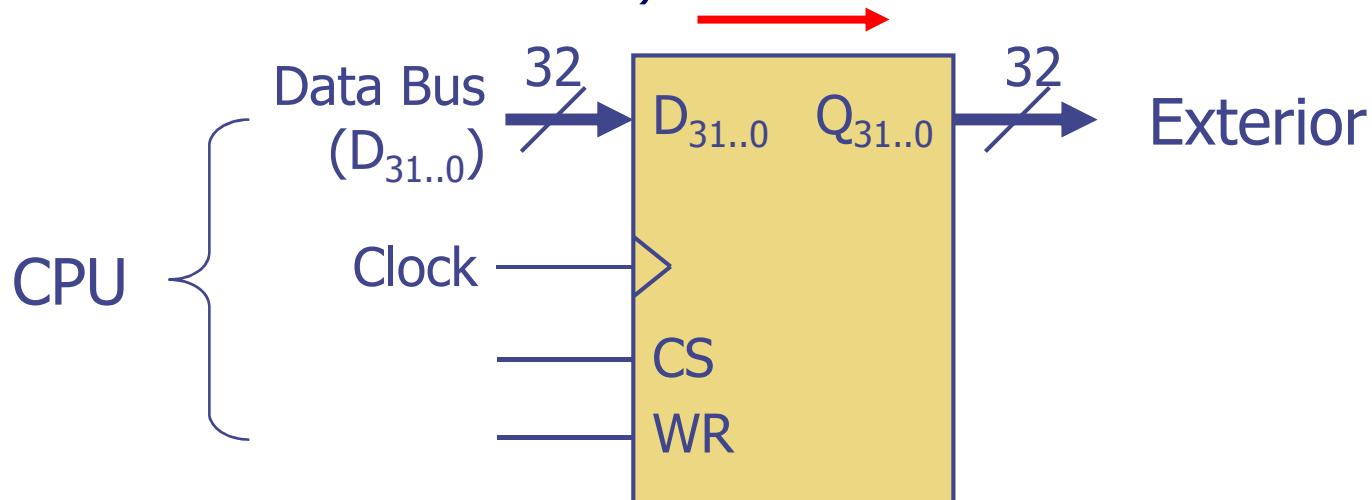 32 32
Data Bus D₃₁..₀ Q₃₁..₀ Exterior
(D₃₁..₀)
CPU Clock
CS
WR